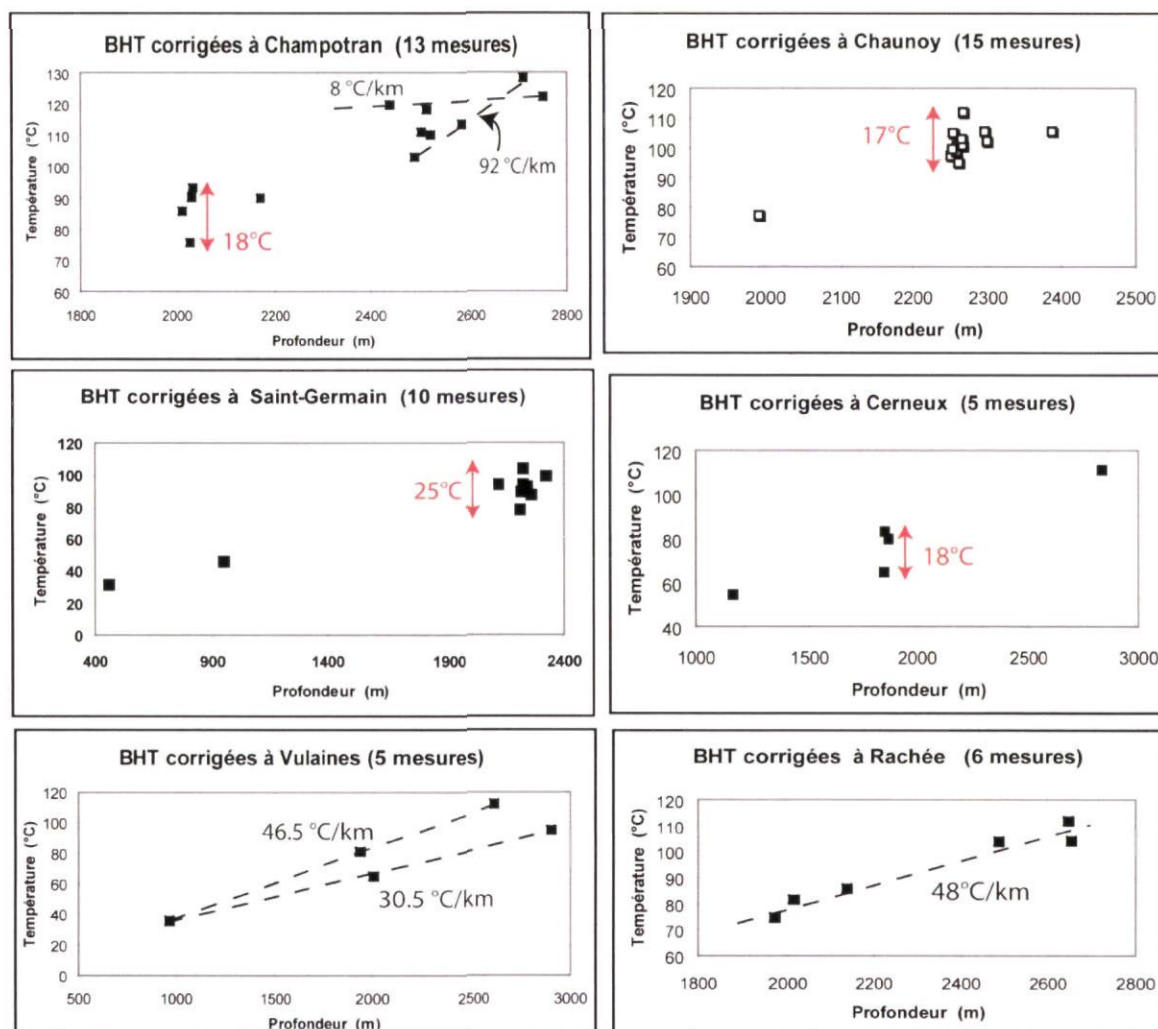 BHT corrigées à Champotran (13 mesures)
Température (°C)
130
120
110
100
90
80
70
60
8 °C/km
92 °C/km
18°C
1800 2000 2200 2400 2600 2800
Profondeur (m)
BHT corrigées à Chaunoy (15 mesures)
Température (°C)
120
110
100
90
80
70
60
17°C
1900 2000 2100 2200 2300 2400 2500
Profondeur (m)
BHT corrigées à Saint-Germain (10 mesures)
Température (°C)
120
100
80
60
40
20
0
25°C
400 900 1400 1900 2400
Profondeur (m)
BHT corrigées à Cerneux (5 mesures)
Température (°C)
120
100
80
60
40
18°C
1000 1500 2000 2500 3000
Profondeur (m)
BHT corrigées à Vulaines (5 mesures)
Température (°C)
120
100
80
60
40
20
0
46.5 °C/km
30.5 °C/km
500 1000 1500 2000 2500 3000
Profondeur (m)
BHT corrigées à Rachée (6 mesures)
Température (°C)
120
110
100
90
80
70
60
48°C/km
1800 2000 2200 2400 2600 2800
Profondeur (m)